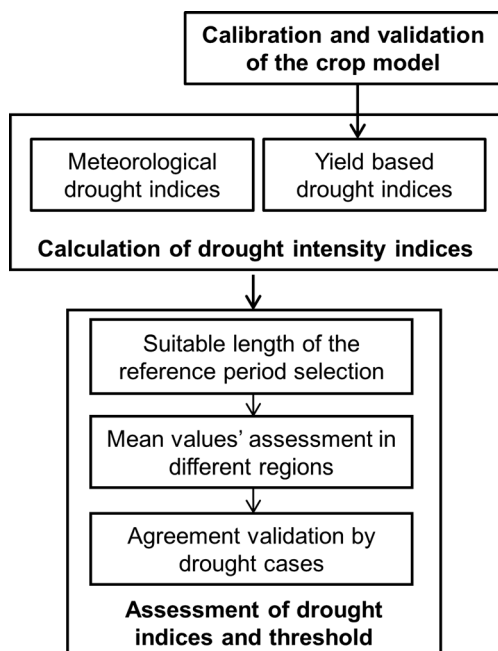 Calibration and validation
of the crop model
Meteorological
drought indices
Yield based
drought indices
Calculation of drought intensity indices
Suitable length of the
reference period selection
Mean values’ assessment in
different regions
Agreement validation by
drought cases
Assessment of drought
indices and threshold